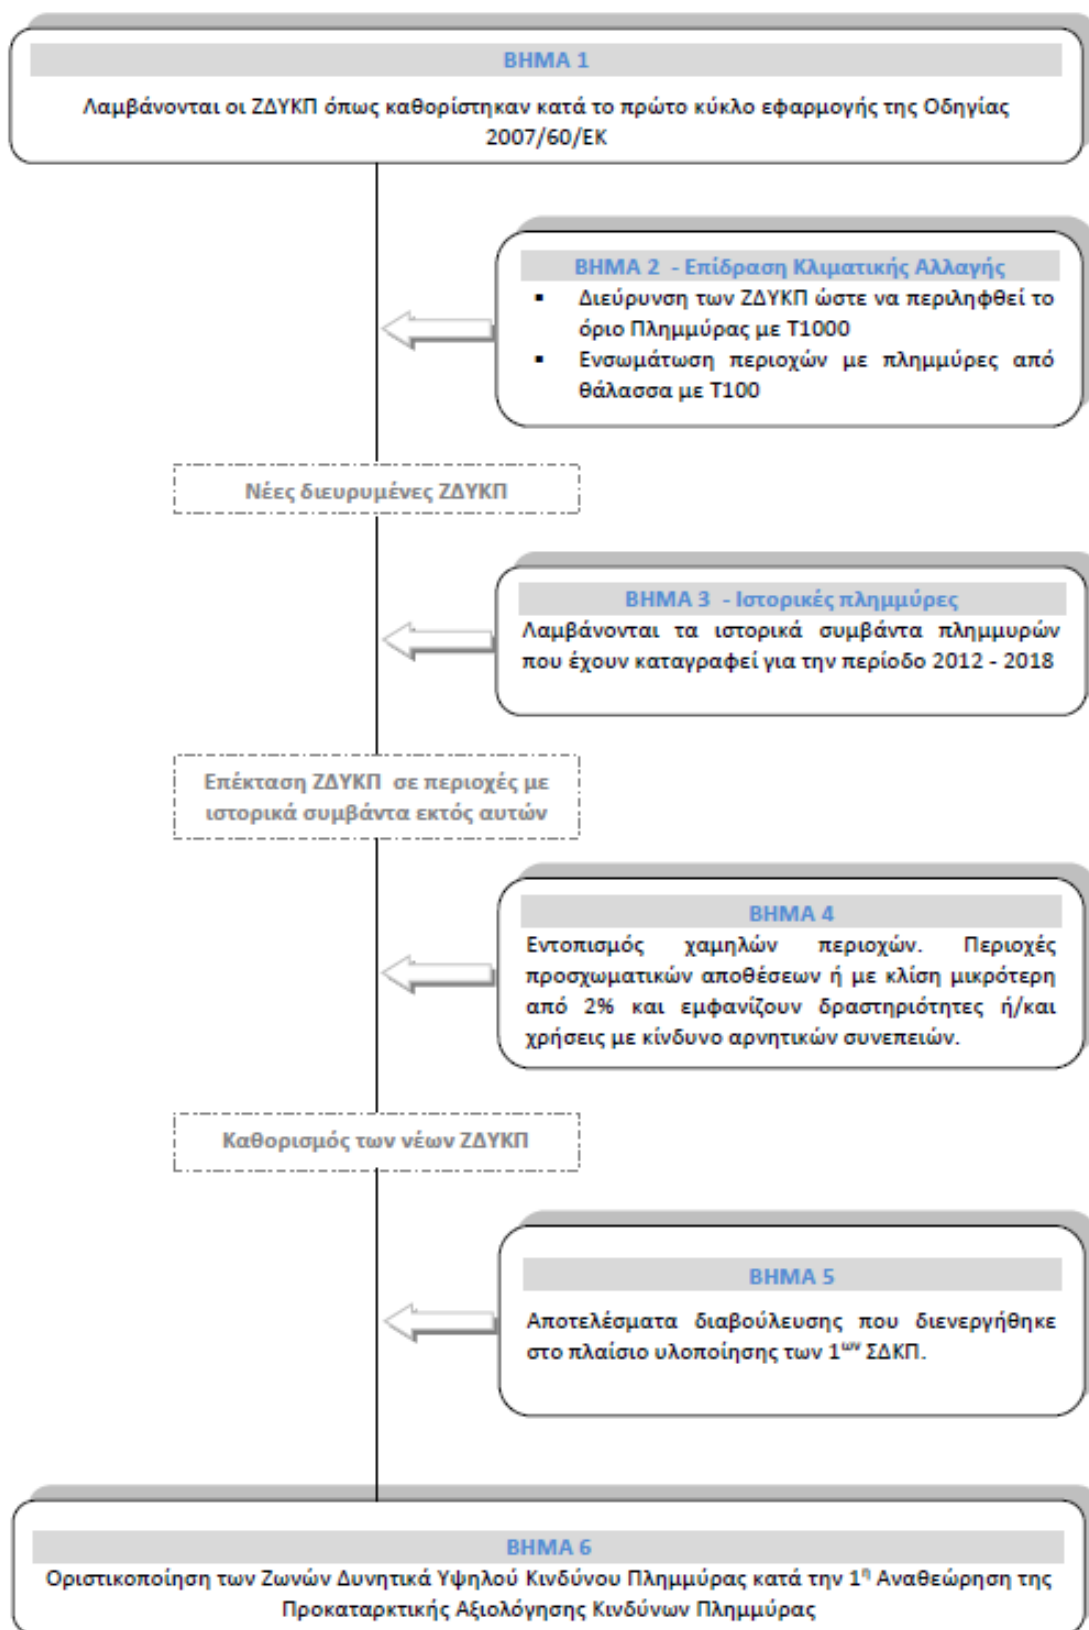 ΒΗΜΑ 1
Λαμβάνονται οι ΖΔΥΚΠ όπως καθορίστηκαν κατά το πρώτο κύκλο εφαρμογής της Οδηγίας
2007/60/ΕΚ
ΒΗΜΑ 2 - Επίδραση Κλιματικής Αλλαγής
▪ Διεύρυνση των ΖΔΥΚΠ ώστε να περιληφθεί το
όριο Πλημμύρας με Τ1000
▪ Ενσωμάτωση περιοχών με πλημμύρες από
θάλασσα με Τ100
Νέες διευρυμένες ΖΔΥΚΠ
ΒΗΜΑ 3 - Ιστορικές πλημμύρες
Λαμβάνονται τα ιστορικά συμβάντα πλημμυρών
που έχουν καταγραφεί για την περίοδο 2012 - 2018
Επέκταση ΖΔΥΚΠ σε περιοχές με
ιστορικά συμβάντα εκτός αυτών
ΒΗΜΑ 4
Εντοπισμός χαμηλών περιοχών. Περιοχές
προσχωματικών αποθέσεων ή με κλίση μικρότερη
από 2% και εμφανίζουν δραστηριότητες ή/και
χρήσεις με κίνδυνο αρνητικών συνεπειών.
Καθορισμός των νέων ΖΔΥΚΠ
ΒΗΜΑ 5
Αποτελέσματα διαβούλευσης που διενεργήθηκε
στο πλαίσιο υλοποίησης των 1ων ΣΔΚΠ.
ΒΗΜΑ 6
Οριστικοποίηση των Ζωνών Δυνητικά Υψηλού Κινδύνου Πλημμύρας κατά την 1η Αναθεώρηση της
Προκαταρκτικής Αξιολόγησης Κινδύνων Πλημμύρας